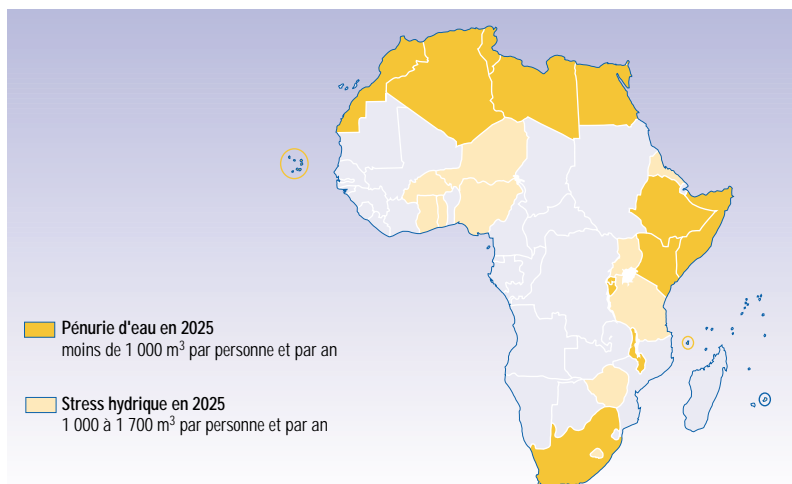 Pénurie d'eau en 2025
moins de 1 000 m³ par personne et par an
Stress hydrique en 2025
1 000 à 1 700 m³ par personne et par an